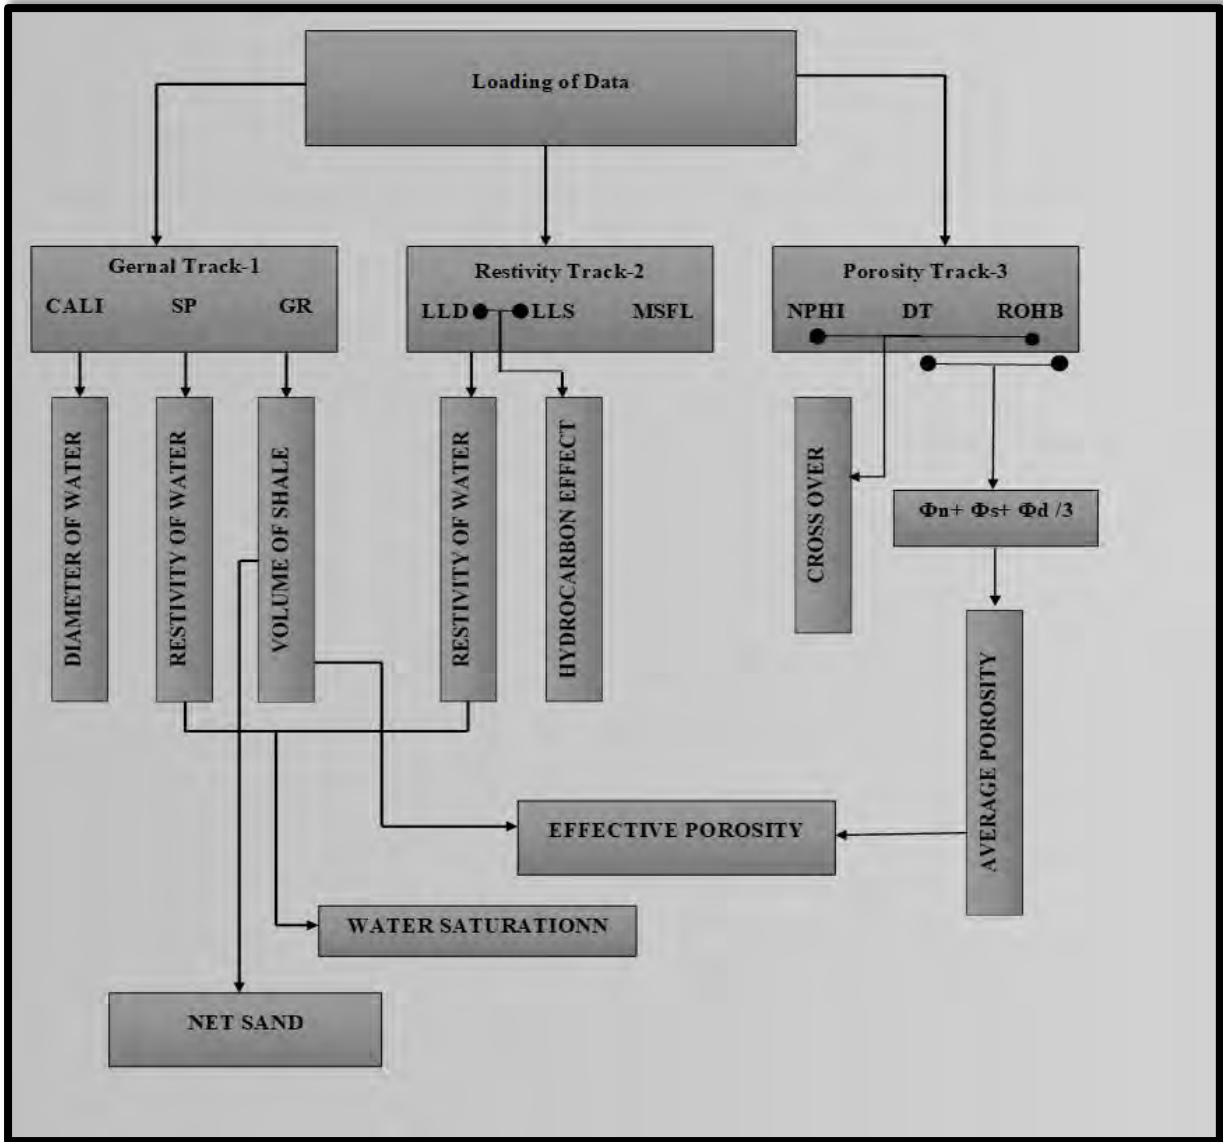 Loading of Data
Gernal Track-1
CALI SP GR
Restivity Track-2
LLD LLS MSFL
Porosity Track-3
NPHI DT ROHB
DIAMETER OF WATER
RESTIVITY OF WATER
VOLUME OF SHALE
RESTIVITY OF WATER
HYDROCARBON EFFECT
CROSS OVER
Φn+ Φs+ Φd /3
AVERAGE POROSITY
EFFECTIVE POROSITY
WATER SATURATIONN
NET SAND